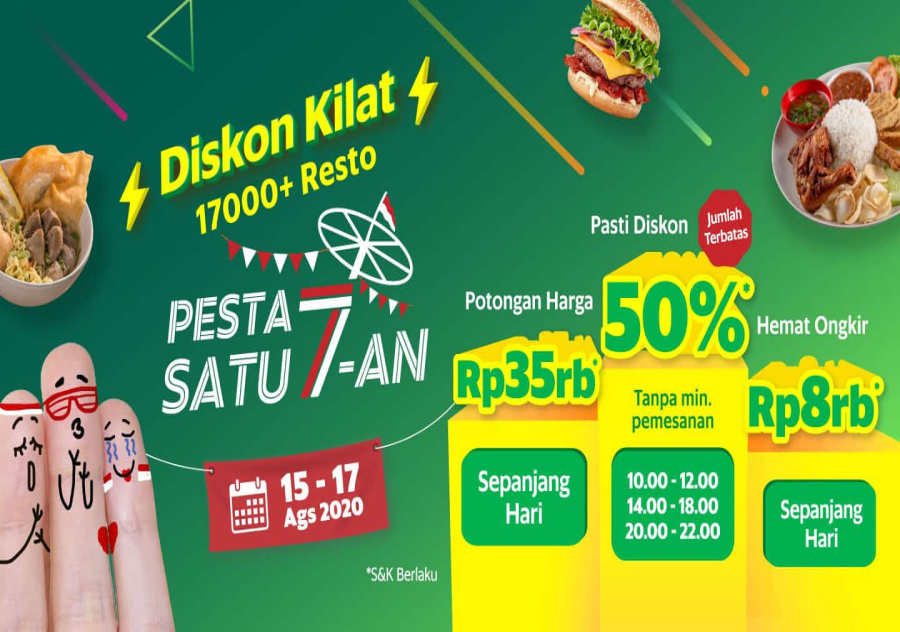 Diskon Kilat
17000+ Resto
PESTA
SATU 7-AN
15 - 17
Ags 2020
*S&K Berlaku
Potongan Harga
Rp35rb*
Sepanjang
Hari
Pasti Diskon
Jumlah
Terbatas
50%*
Tanpa min.
pemesanan
10.00 - 12.00
14.00 - 18.00
20.00 - 22.00
Hemat Ongkir
Rp8rb*
Sepanjang
Hari